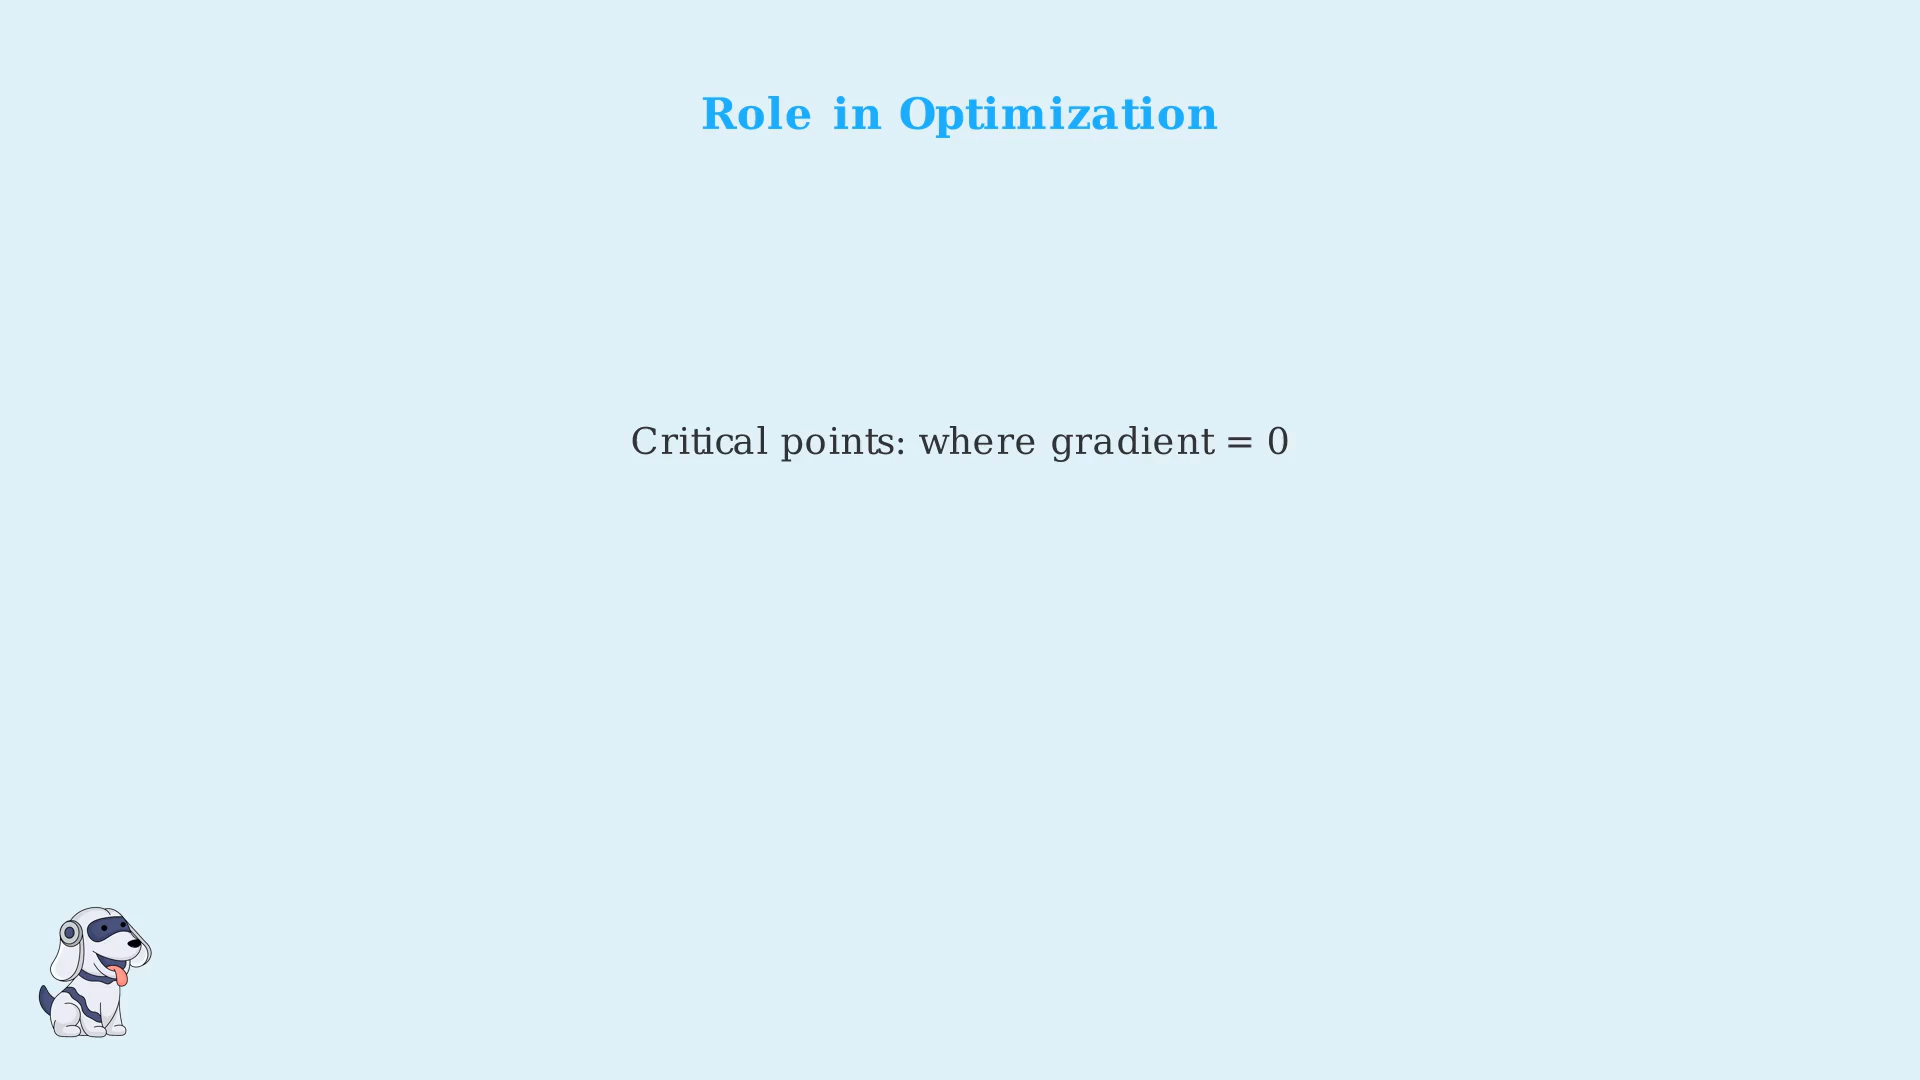 Role in Optimization
Critical points: where gradient = 0